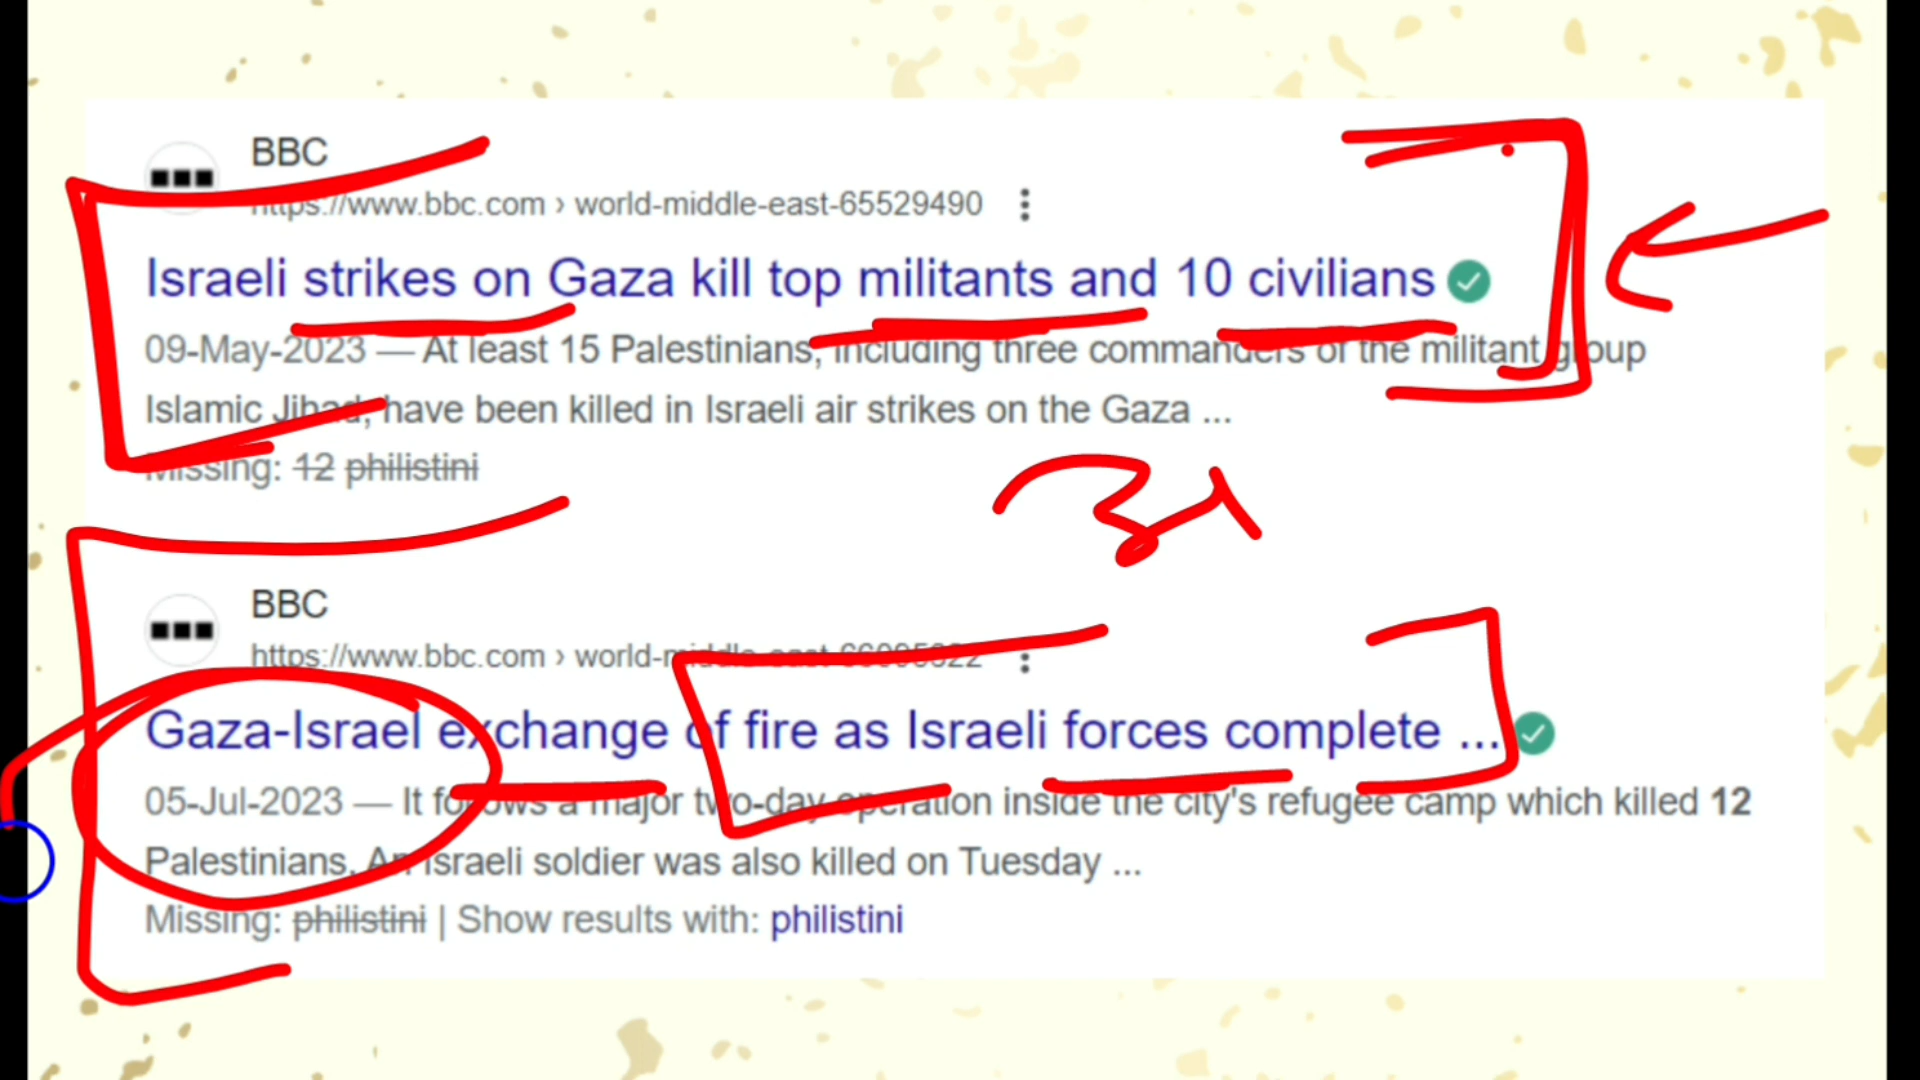 BBC
https://www.bbc.com › world-middle-east-65529490
Israeli strikes on Gaza kill top militants and 10 civilians
09-May-2023 — At least 15 Palestinians, including three commanders of the militant group
Islamic Jihad, have been killed in Israeli air strikes on the Gaza ...
Missing: 12 philistini
BBC
https://www.bbc.com › world-middle-east-66095822
Gaza-Israel exchange of fire as Israeli forces complete ...
05-Jul-2023 — It follows a major two-day operation inside the city's refugee camp which killed 12
Palestinians. An Israeli soldier was also killed on Tuesday ...
Missing: philistini | Show results with: philistini